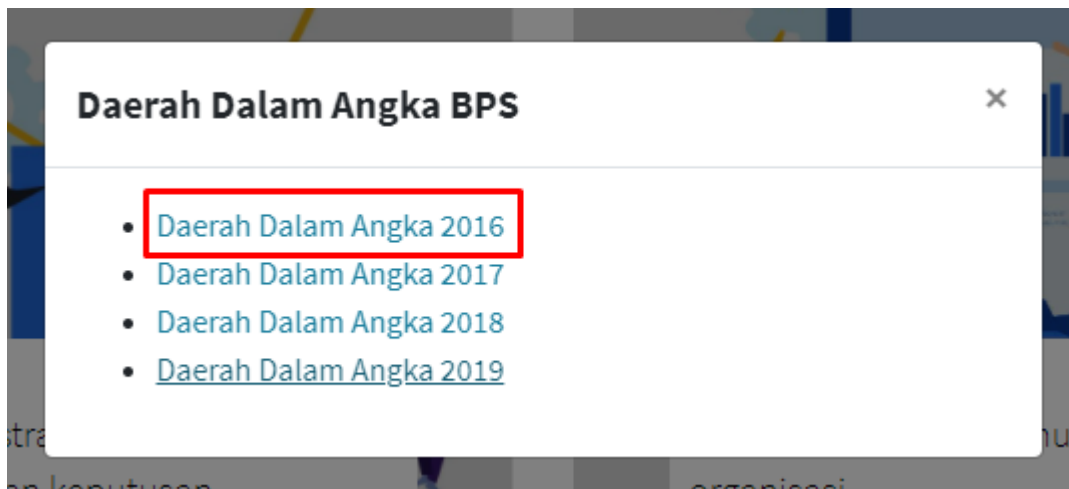 Daerah Dalam Angka BPS
×
Daerah Dalam Angka 2016
Daerah Dalam Angka 2017
Daerah Dalam Angka 2018
Daerah Dalam Angka 2019